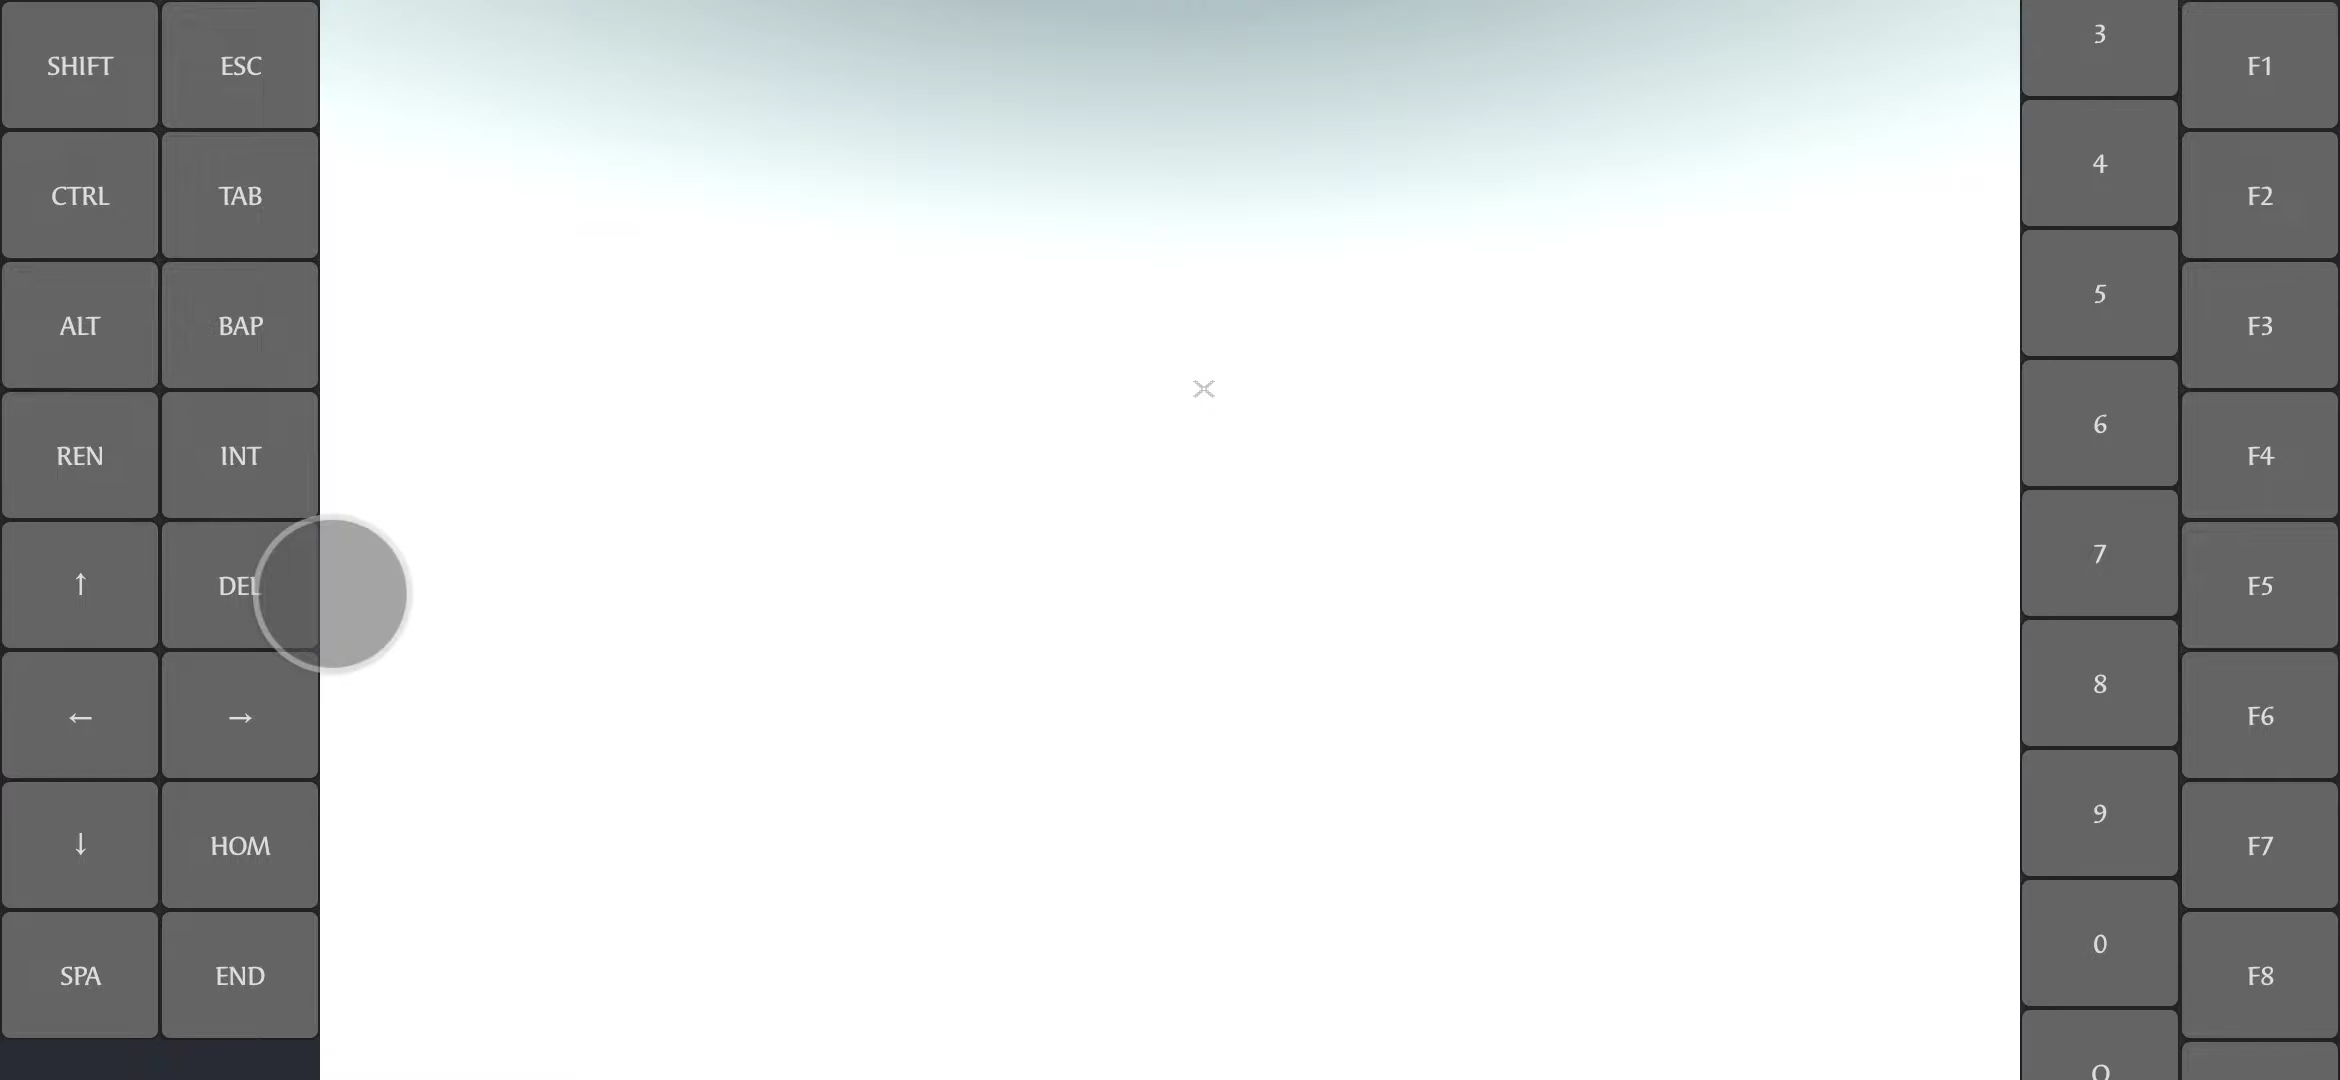 SHIFT ESC
CTRL TAB
ALT BAP
REN INT
↑ DEL
← →
↓ HOM
SPA END
3 F1
4 F2
5 F3
6 F4
7 F5
8 F6
9 F7
0 F8